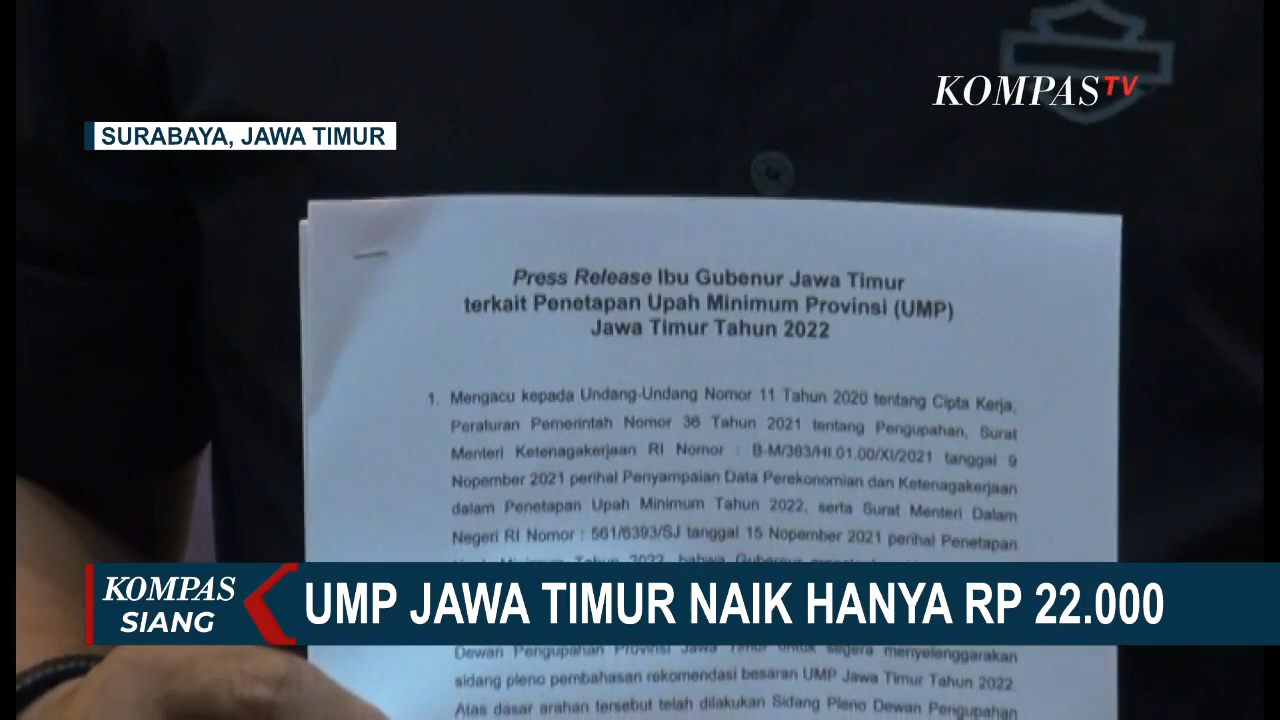 KOMPASTV
SURABAYA, JAWA TIMUR
Press Release Ibu Gubenur Jawa Timur
terkait Penetapan Upah Minimum Provinsi (UMP)
Jawa Timur Tahun 2022
1. Mengacu kepada Undang-Undang Nomor 11 Tahun 2020 tentang Cipta Kerja,
Peraturan Pemerintah Nomor 36 Tahun 2021 tentang Pengupahan, Surat
Menteri Ketenagakerjaan RI Nomor : B-M/383/HI.01.00/XI/2021 tanggal 9
Nopember 2021 perihal Penyampaian Data Perekonomian dan Ketenagakerjaan
dalam Penetapan Upah Minimum Tahun 2022, serta Surat Menteri Dalam
Negeri RI Nomor : 561/6393/SJ tanggal 15 Nopember 2021 perihal Penetapan
Tahun 2022, bahwa Gubernur
KOMPAS
SIANG
UMP JAWA TIMUR NAIK HANYA RP 22.000
Dewan Pengupahan Provinsi Jawa Timur untuk segera menyelenggarakan
sidang pleno pembahasan rekomendasi besaran UMP Jawa Timur Tahun 2022.
Atas dasar arahan tersebut telah dilakukan Sidang Pleno Dewan Pengupahan